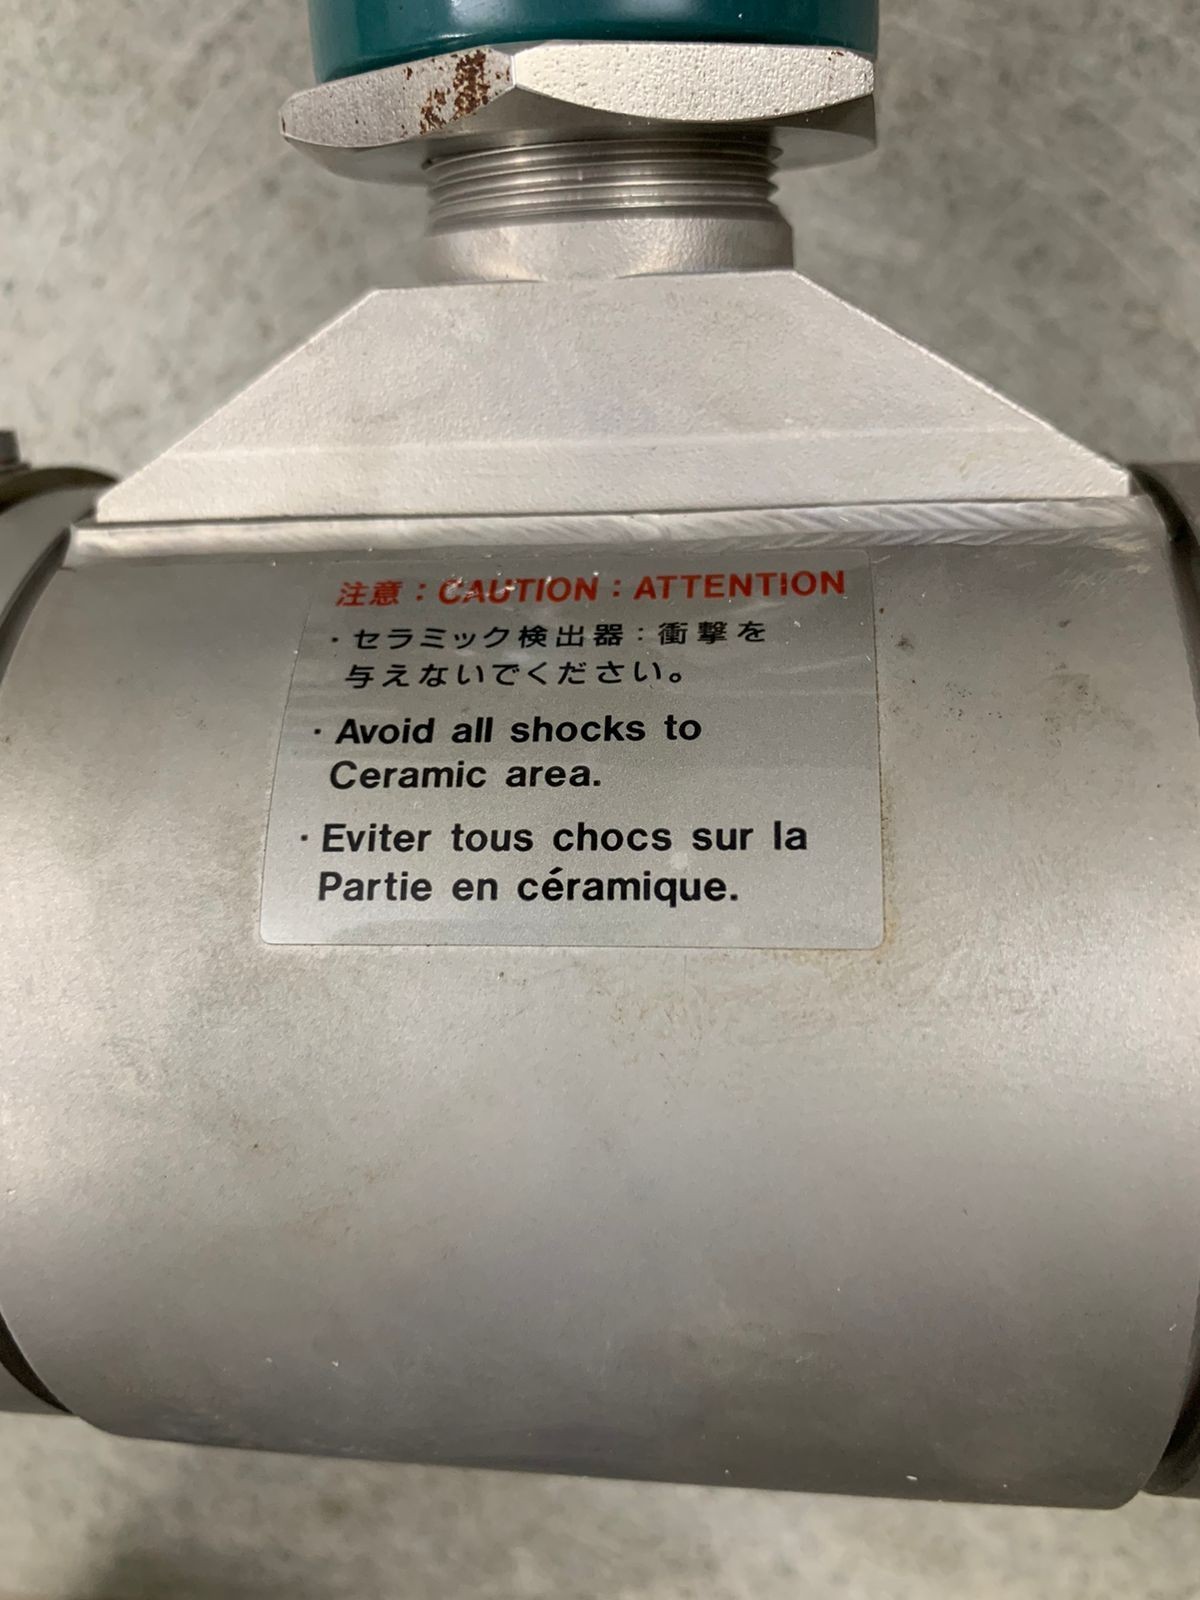 注意：CAUTION：ATTENTION
・セラミック検出器：衝撃を
与えないでください。
・Avoid all shocks to
Ceramic area.
・Eviter tous chocs sur la
Partie en céramique.